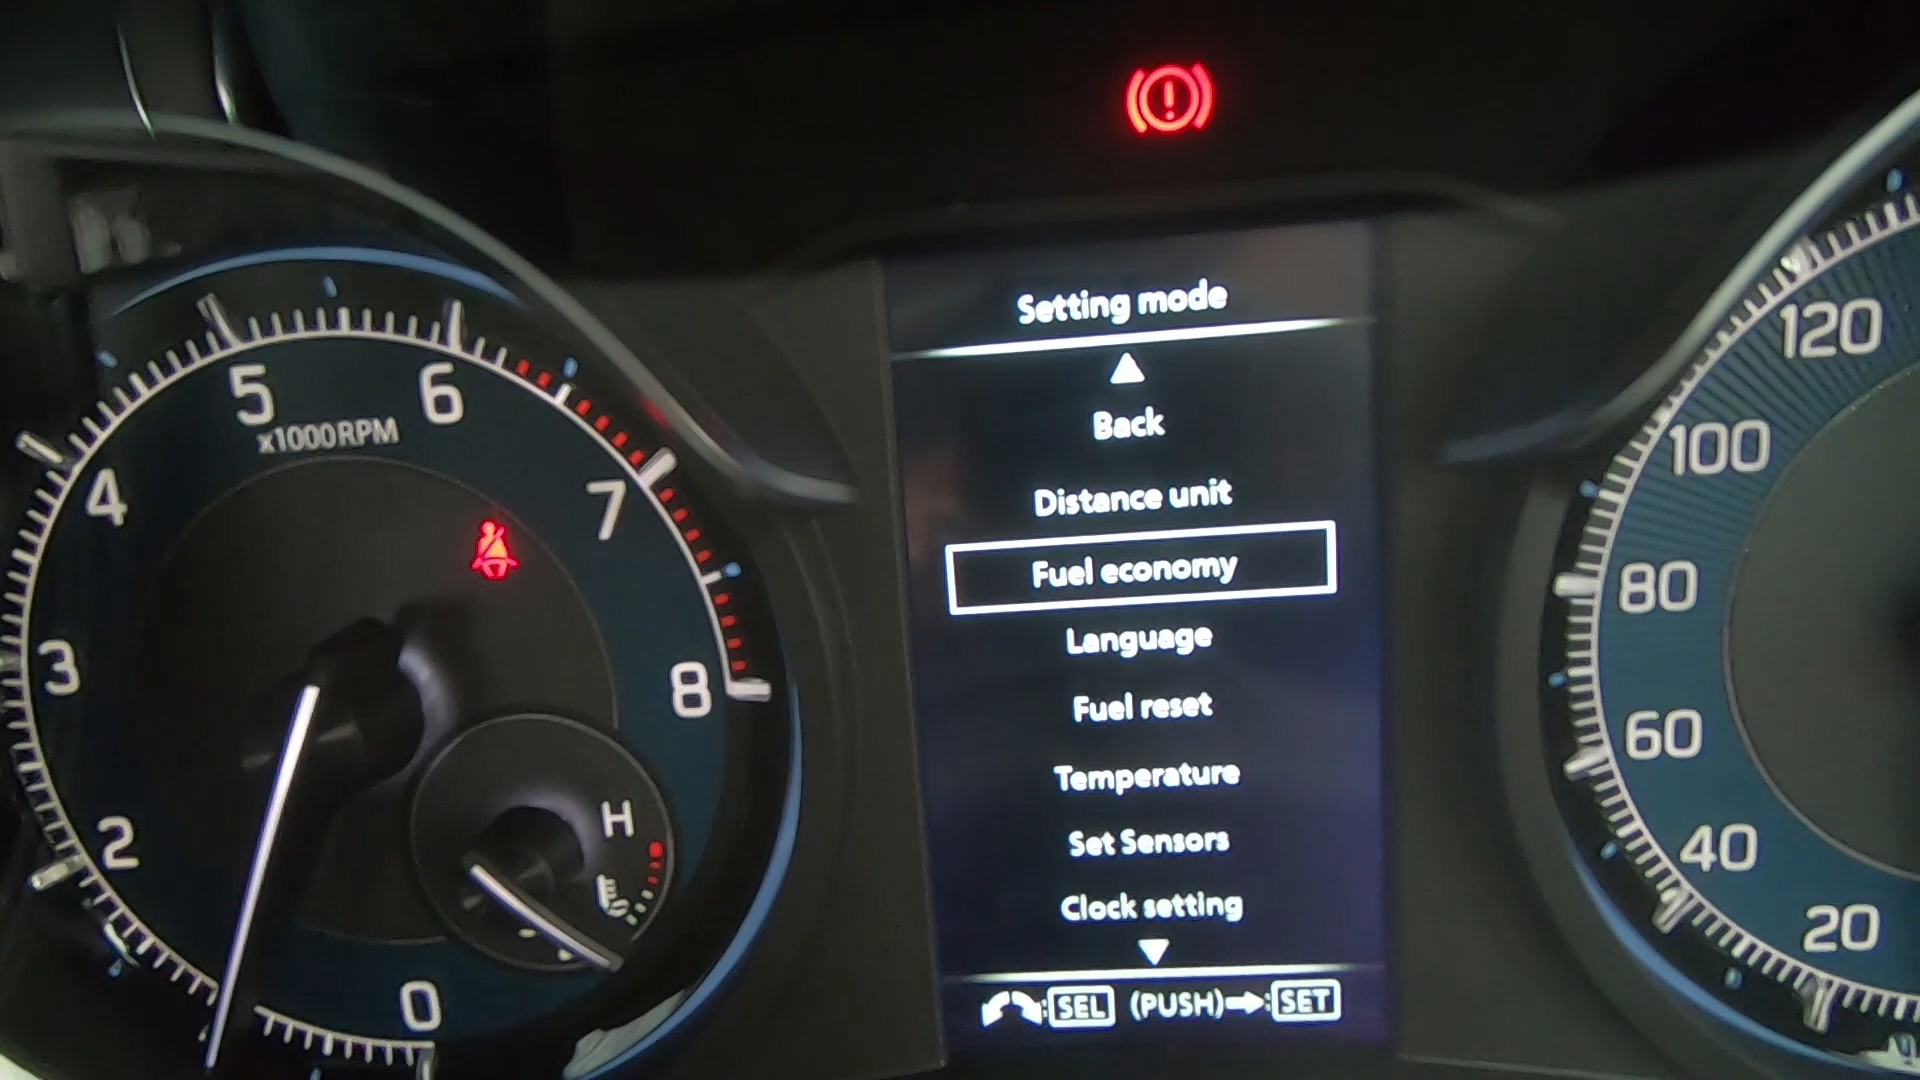 Setting mode
Back
Distance unit
Fuel economy
Language
Fuel reset
Temperature
Set Sensors
Clock setting
:SEL (PUSH)→:SET
5 6
x1000RPM
4
7
3
8
2
H
0
120
100
80
60
40
20